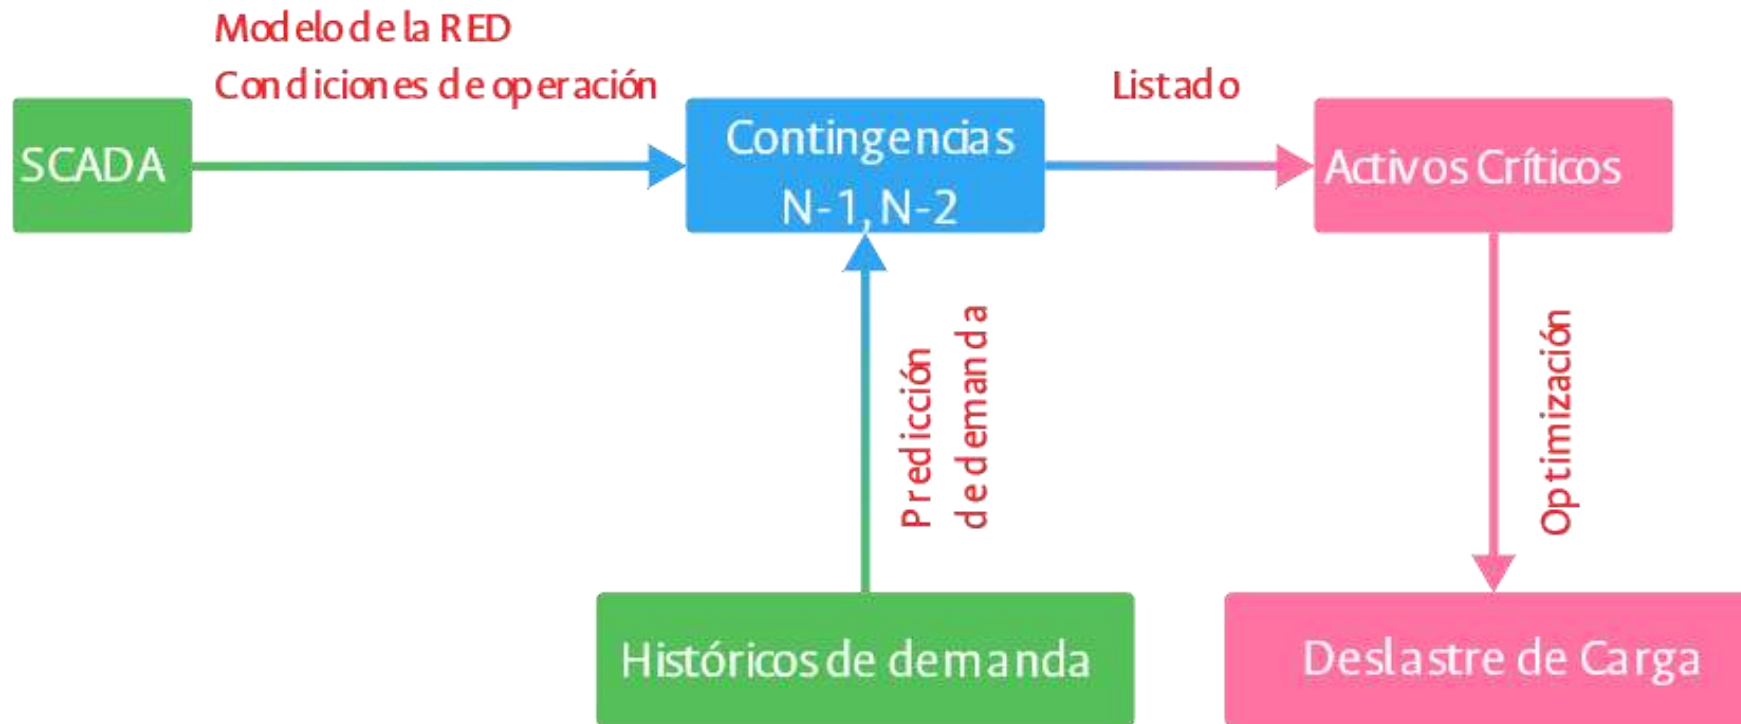 Modelo de la RED
Condiciones de operación
Listado
SCADA
Contingencias
N-1, N-2
Activos Críticos
Predicción
de demanda
Optimización
Históricos de demanda
Deslastre de Carga